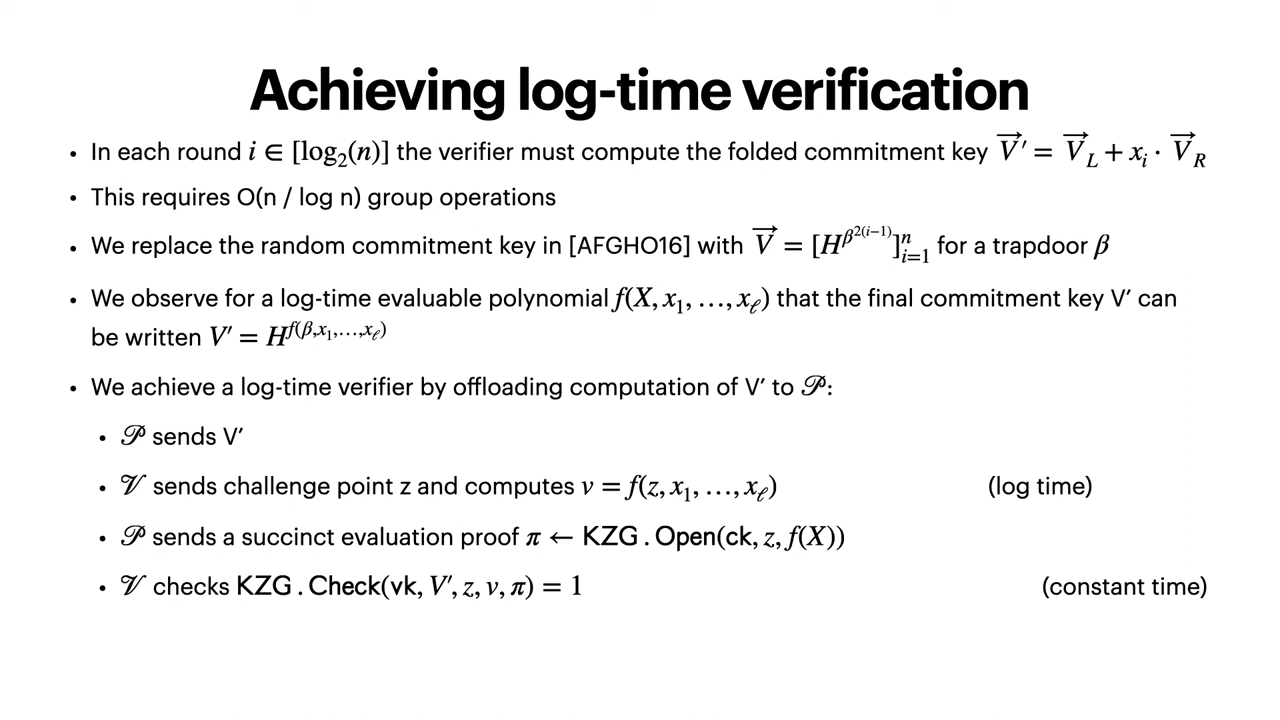 Achieving log-time verification
• In each round i ∈ [log₂(n)] the verifier must compute the folded commitment key V⃗′ = V⃗_L + x_i · V⃗_R
• This requires O(n / log n) group operations
• We replace the random commitment key in [AFGHO16] with V⃗ = [H^{β^{2(i−1)}}]_{i=1}^{n} for a trapdoor β
• We observe for a log-time evaluable polynomial f(X, x₁, …, x_ℓ) that the final commitment key V′ can
be written V′ = H^{f(β,x₁,…,x_ℓ)}
• We achieve a log-time verifier by offloading computation of V′ to 𝒫:
• 𝒫 sends V′
• 𝒱 sends challenge point z and computes v = f(z, x₁, …, x_ℓ) (log time)
• 𝒫 sends a succinct evaluation proof π ← KZG . Open(ck, z, f(X))
• 𝒱 checks KZG . Check(vk, V′, z, v, π) = 1 (constant time)